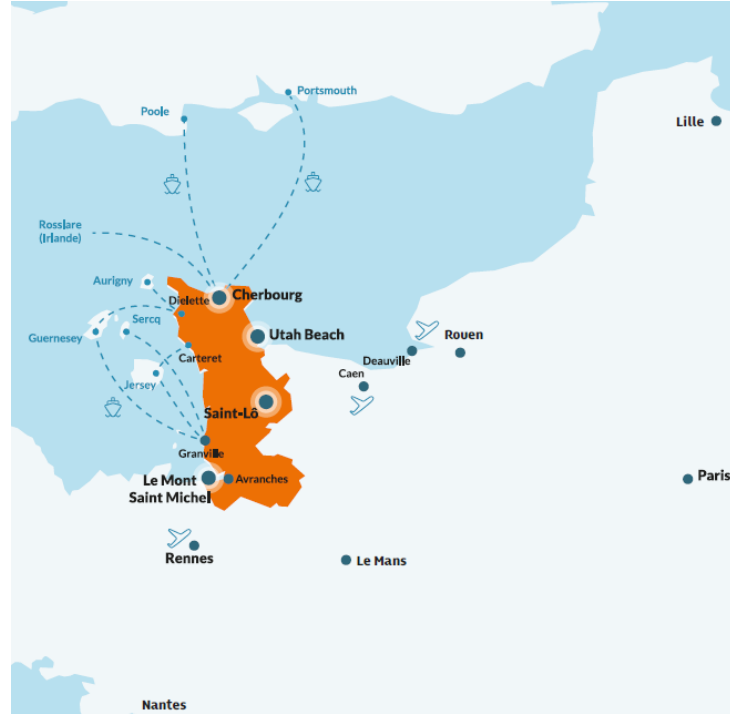 Portsmouth
Poole
Lille
Rosslare
(Irlande)
Aurigny
Cherbourg
Dielette
Sercq
Guernesey
Utah Beach
Rouen
Deauville
Carteret
Caen
Jersey
Saint-Lô
Granville
Le Mont
Saint Michel
Avranches
Paris
Rennes
Le Mans
Nantes